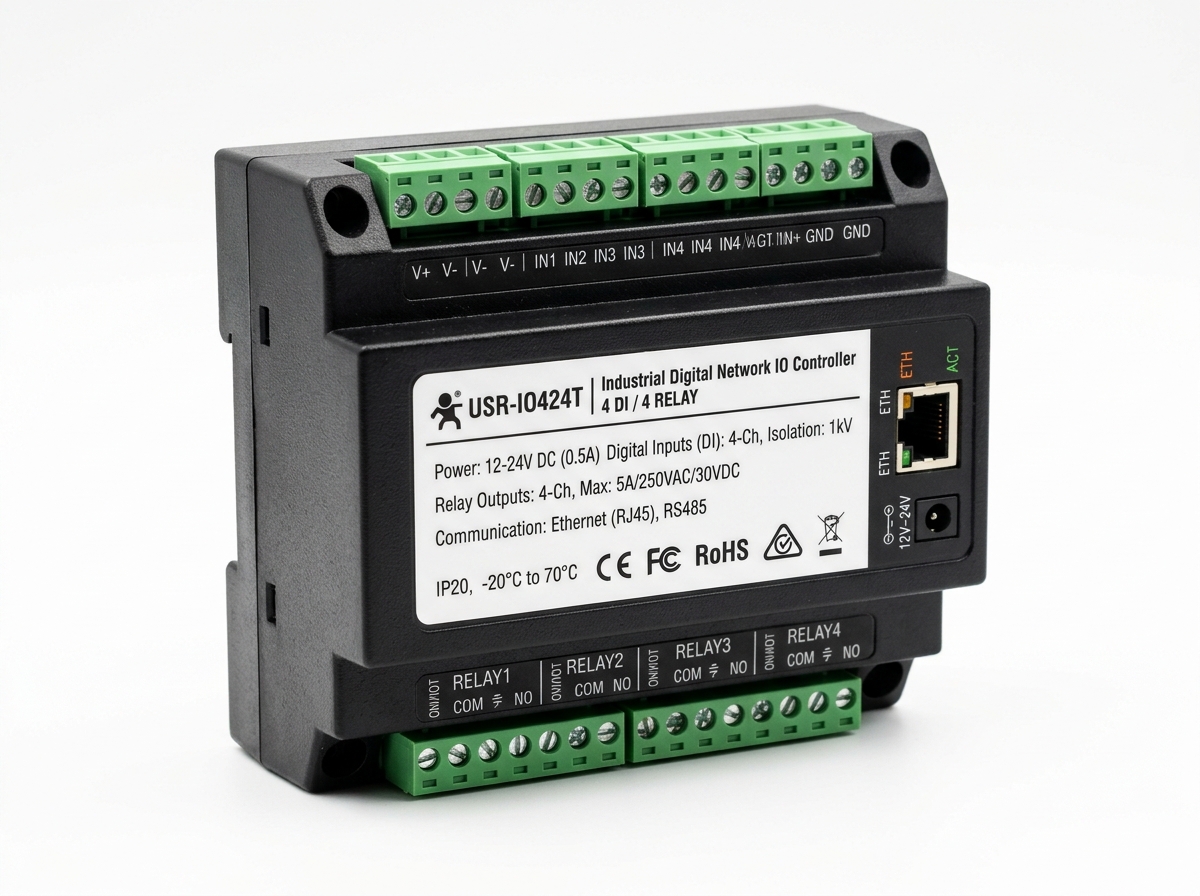 V+ V- | V- V- | IN1 IN2 IN3 IN3 | IN4 IN4 IN4 GND GND
USR-IO424T
®
Industrial Digital Network IO Controller
4 DI / 4 RELAY
Power: 12-24V DC (0.5A) Digital Inputs (DI): 4-Ch, Isolation: 1kV
Relay Outputs: 4-Ch, Max: 5A/250VAC/30VDC
Communication: Ethernet (RJ45), RS485
IP20, -20°C to 70°C CE FC RoHS
ETH
ACT
ETH
ETH
12V-24V
RELAY1
COM NO
RELAY2
COM NO
RELAY3
COM NO
RELAY4
COM NO